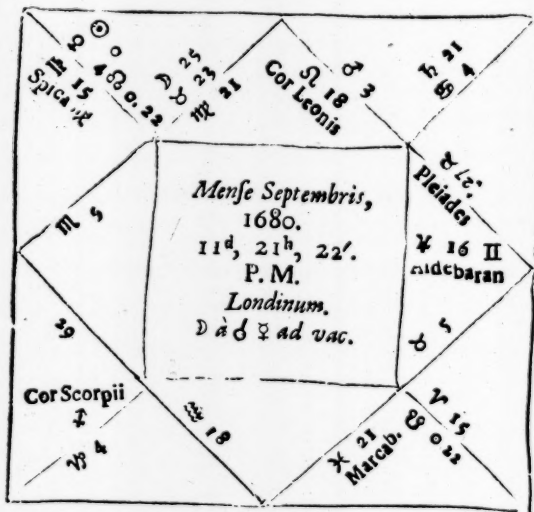 ♀ ☉ 0
4 ☊ 0. 22
15
Spica
☽ 25
23
♍ 21
♌ 18
Cor Leonis
♂ 3
♄ 21
♋ 4
27
Pleiades
16 ♊
Aldebaran
♉ 5
♏ 5
Mense Septembris,
1680.
11ᵈ, 21ʰ, 22′.
P. M.
Londinum.
☽ à ☌ ☿ ad vac.
29
Cor Scorpii
♐
♑ 4
♒ 18
♓ 21
Marcab.
♈ 15
☋ 0 22